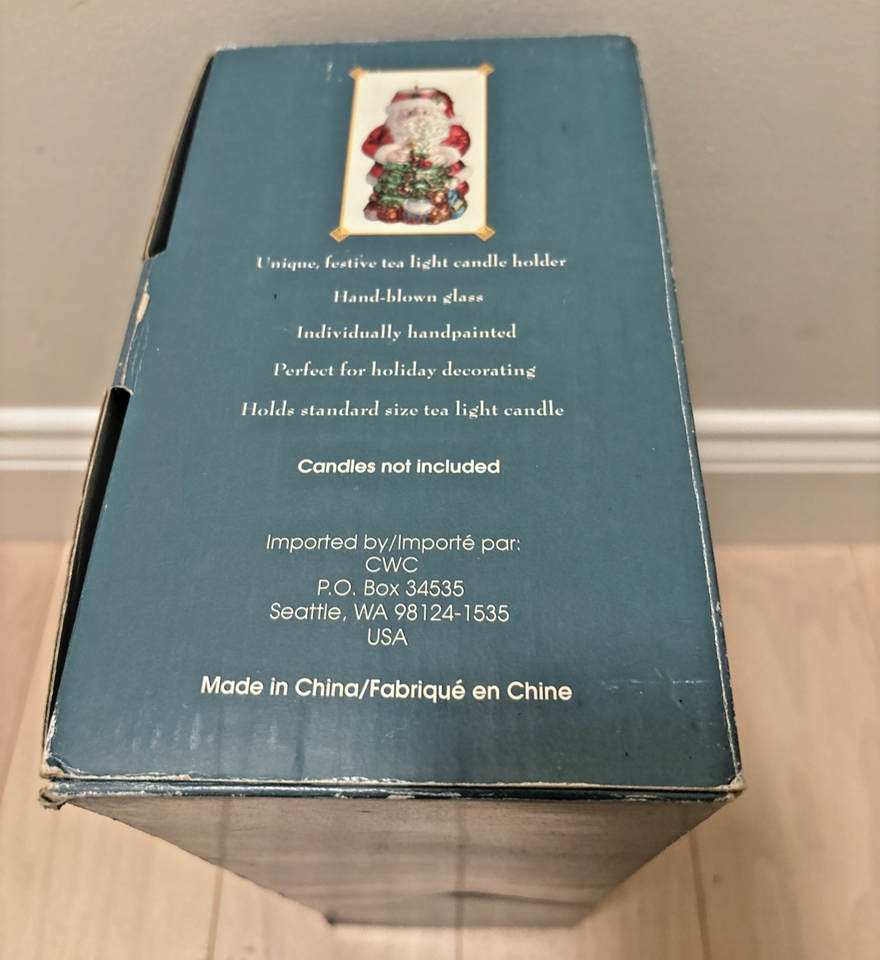 Unique, festive tea light candle holder
Hand-blown glass
Individually handpainted
Perfect for holiday decorating
Holds standard size tea light candle
Candles not included
Imported by/Importé par:
CWC
P.O. Box 34535
Seattle, WA 98124-1535
USA
Made in China/Fabriqué en Chine